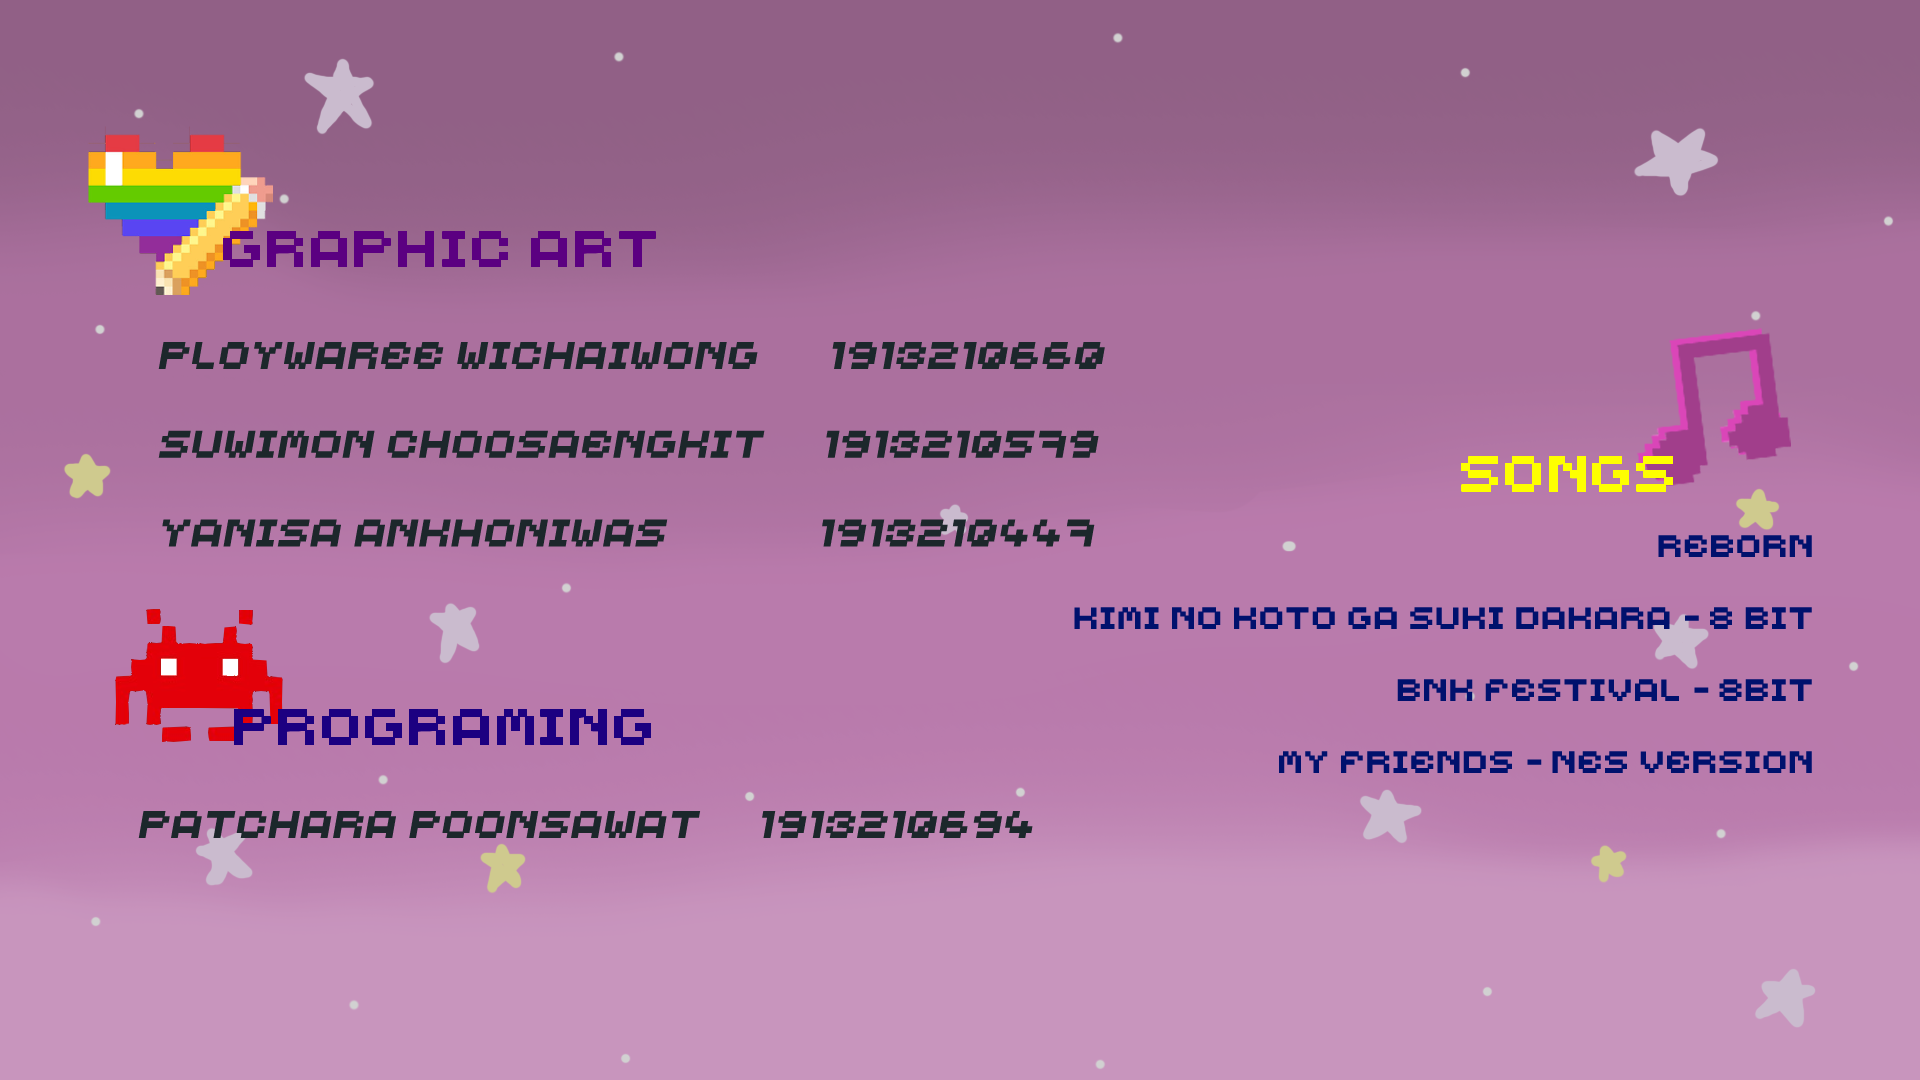 GRAPHIC ART
PLOYWAREE WICHAIWONG 1913210660
SUWIMON CHOOSAENGKIT 1913210579
YANISA ANKHONIWAS 1913210447
PROGRAMING
PATCHARA POONSAWAT 1913210694
SONGS
REBORN
KIMI NO KOTO GA SUKI DAKARA - 8 BIT
BNK FESTIVAL - 8BIT
MY FRIENDS - NES VERSION